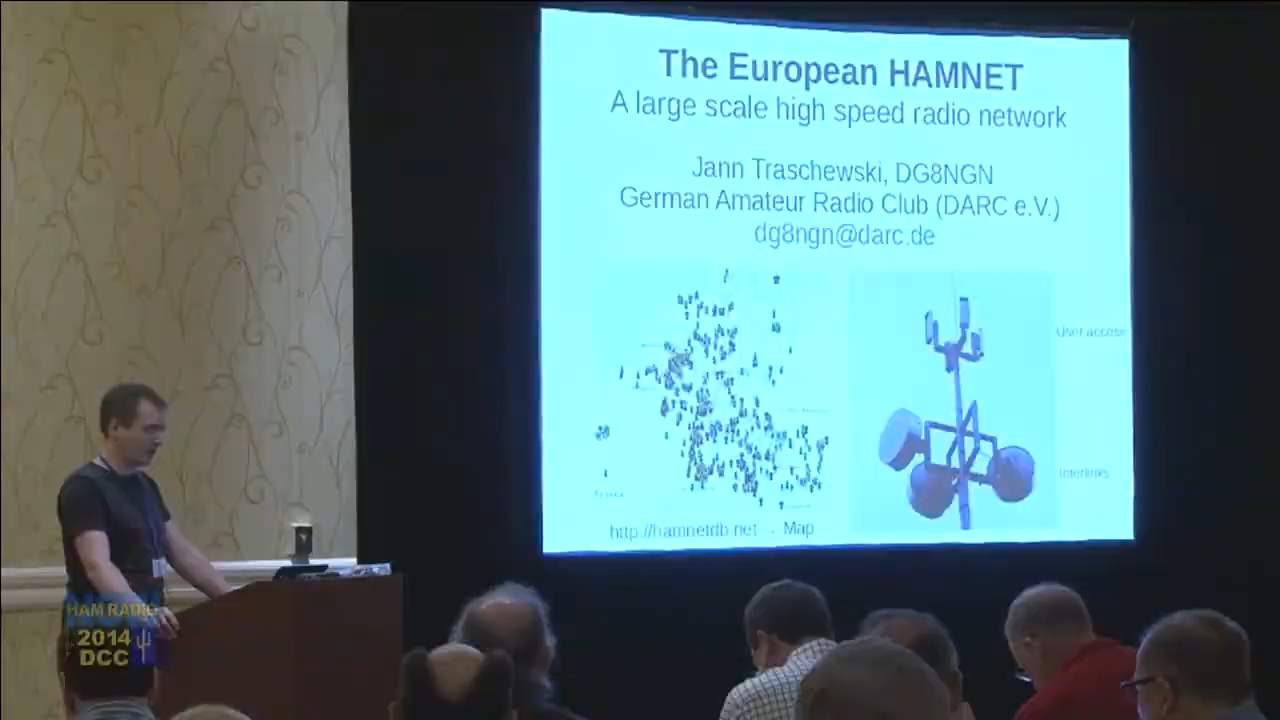 The European HAMNET
A large scale high speed radio network
Jann Traschewski, DG8NGN
German Amateur Radio Club (DARC e.V.)
dg8ngn@darc.de
User access
Interlinks
http://hamnetdb.net → Map
HAM RADIO
NOW
2014
DCC